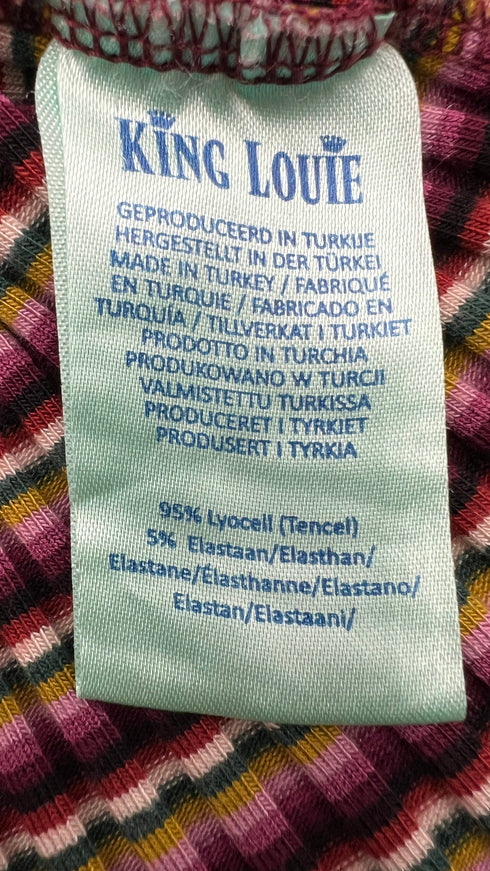 KING LOUIE
GEPRODUCEERD IN TURKIJE
HERGESTELLT IN DER TÜRKEI
MADE IN TURKEY / FABRIQUÉ
EN TURQUIE / FABRICADO EN
TURQUÍA / TILLVERKAT I TURKIET
PRODOTTO IN TURCHIA
PRODUKOWANO W TURCJI
VALMISTETTU TURKISSA
PRODUCERET I TYRKIET
PRODUSERT I TYRKIA
95% Lyocell (Tencel)
5% Elastaan/Elasthan/
Elastane/Élasthanne/Elastano/
Elastan/Elastaani/